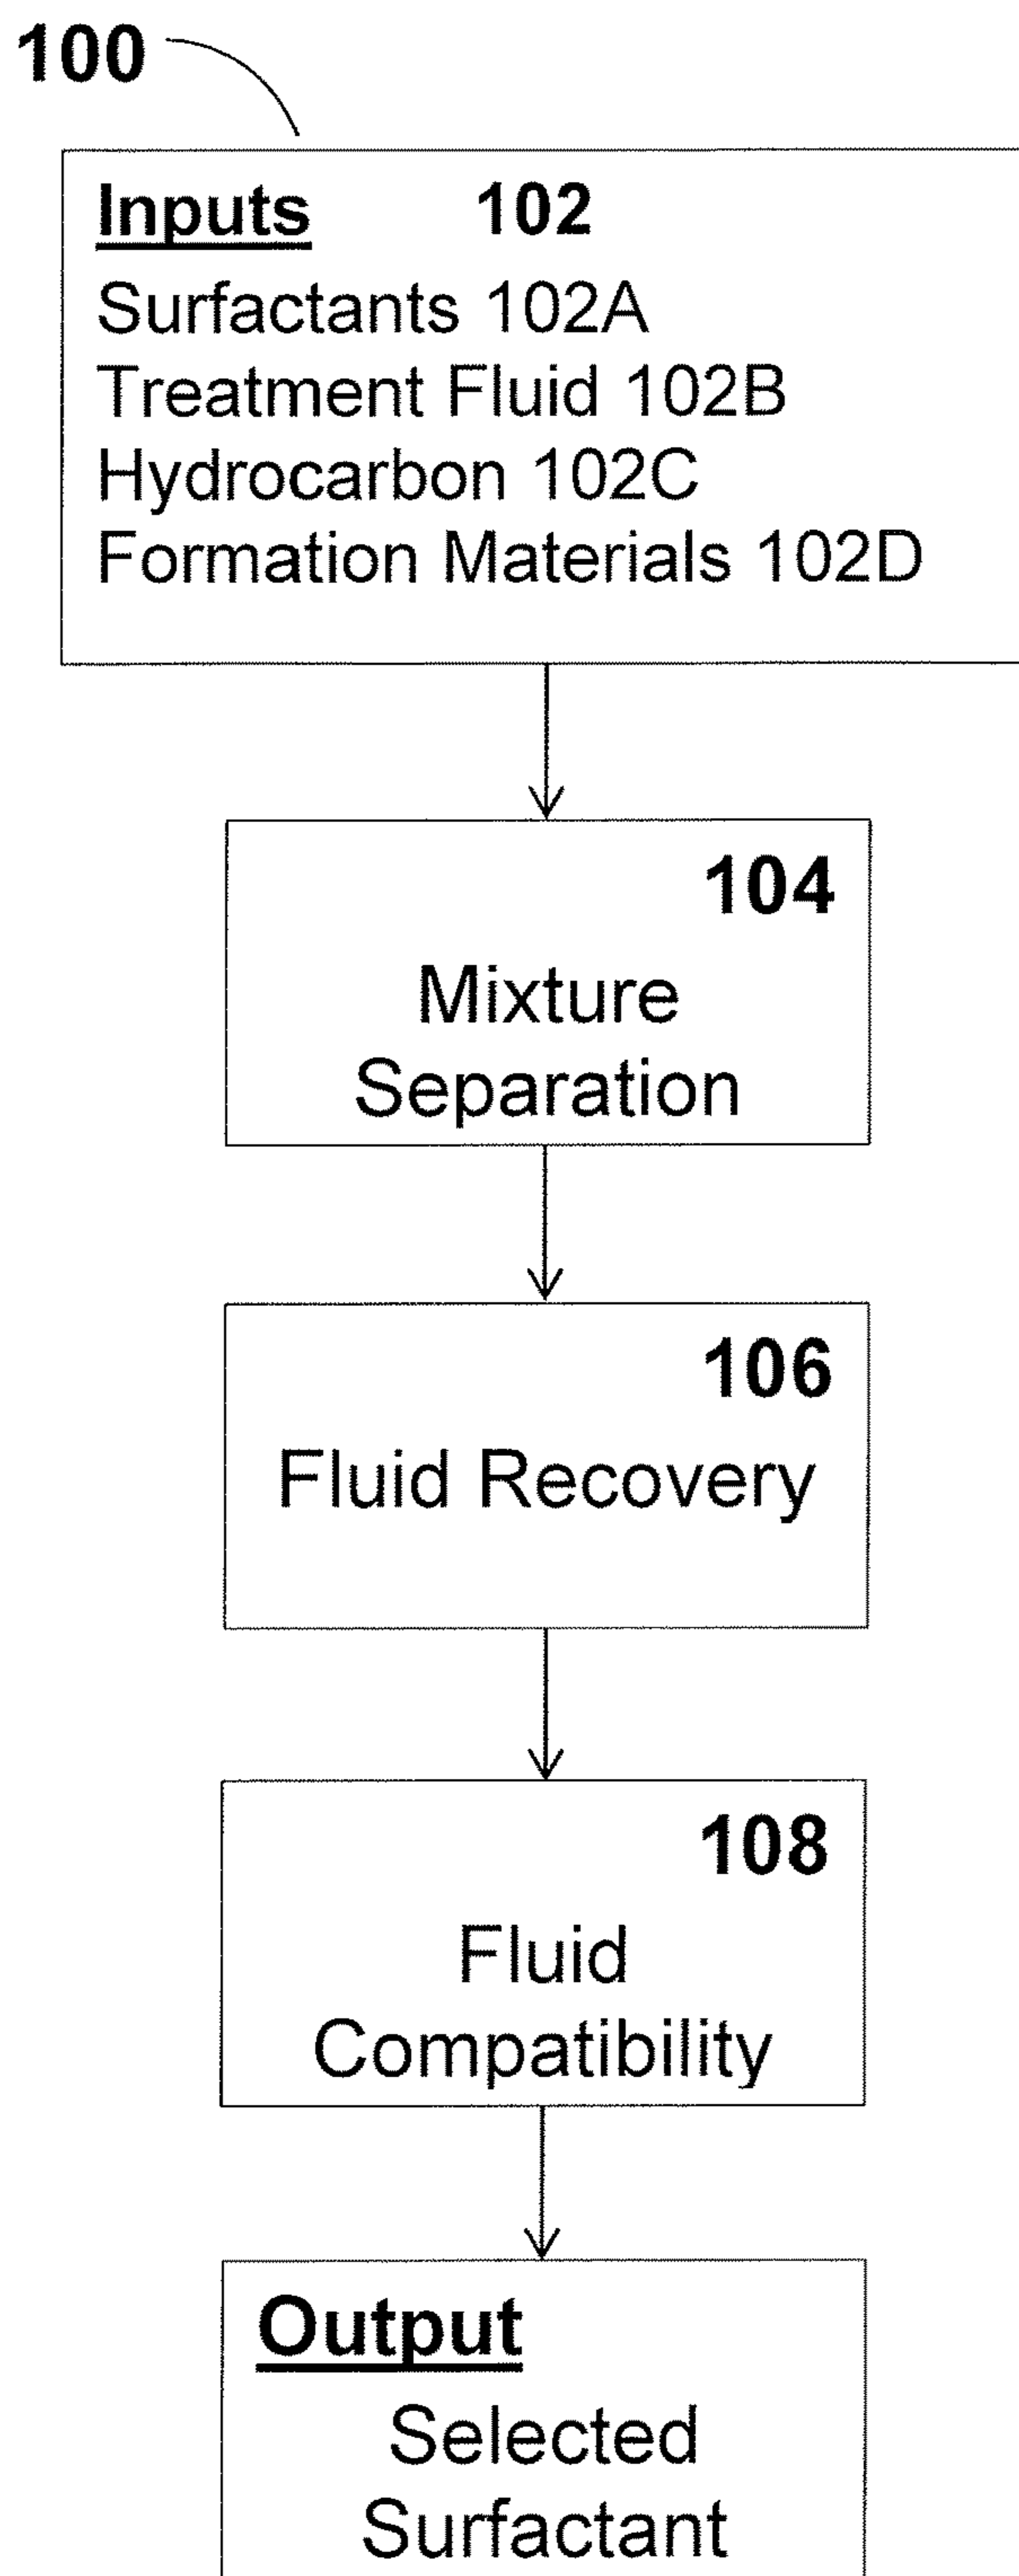 100
Inputs 102
Surfactants 102A
Treatment Fluid 102B
Hydrocarbon 102C
Formation Materials 102D
104
Mixture
Separation
106
Fluid Recovery
108
Fluid
Compatibility
Output
Selected
Surfactant